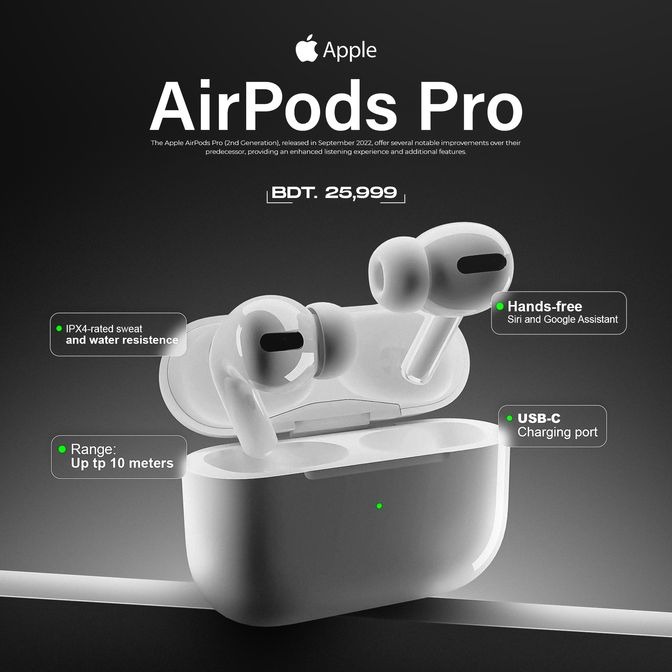 Apple
AirPods Pro
The Apple AirPods Pro (2nd Generation), released in September 2022, offer several notable improvements over their
predecessor, providing an enhanced listening experience and additional features.
BDT. 25,999
Hands-free
Siri and Google Assistant
IPX4-rated sweat
and water resistence
USB-C
Charging port
Range:
Up tp 10 meters